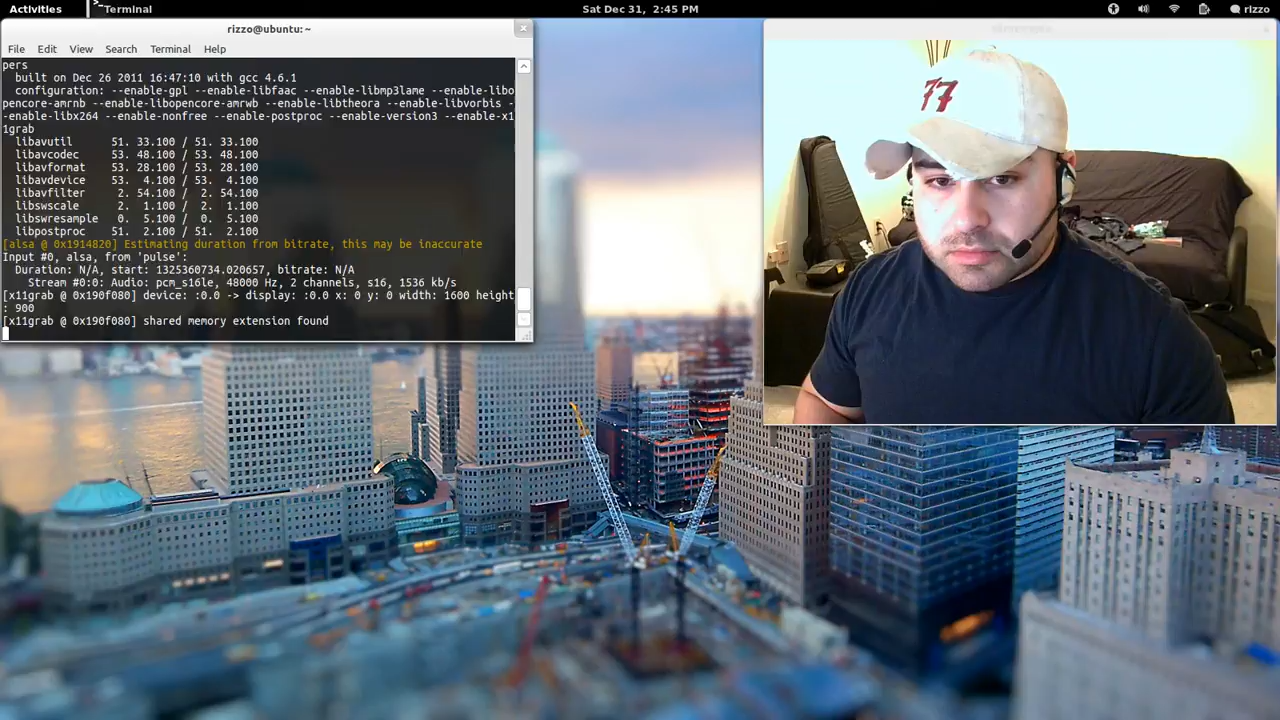 Activities
Terminal
Sat Dec 31, 2:45 PM
rizzo
rizzo@ubuntu: ~
File Edit View Search Terminal Help
pers
built on Dec 26 2011 16:47:10 with gcc 4.6.1
configuration: --enable-gpl --enable-libfaac --enable-libmp3lame --enable-libo
pencore-amrnb --enable-libopencore-amrwb --enable-libtheora --enable-libvorbis -
-enable-libx264 --enable-nonfree --enable-postproc --enable-version3 --enable-x1
1grab
libavutil 51. 33.100 / 51. 33.100
libavcodec 53. 48.100 / 53. 48.100
libavformat 53. 28.100 / 53. 28.100
libavdevice 53. 4.100 / 53. 4.100
libavfilter 2. 54.100 / 2. 54.100
libswscale 2. 1.100 / 2. 1.100
libswresample 0. 5.100 / 0. 5.100
libpostproc 51. 2.100 / 51. 2.100
[alsa @ 0x1914820] Estimating duration from bitrate, this may be inaccurate
Input #0, alsa, from 'pulse':
Duration: N/A, start: 1325360734.020657, bitrate: N/A
Stream #0:0: Audio: pcm_s16le, 48000 Hz, 2 channels, s16, 1536 kb/s
[x11grab @ 0x190f080] device: :0.0 -> display: :0.0 x: 0 y: 0 width: 1600 height
: 900
[x11grab @ 0x190f080] shared memory extension found
77